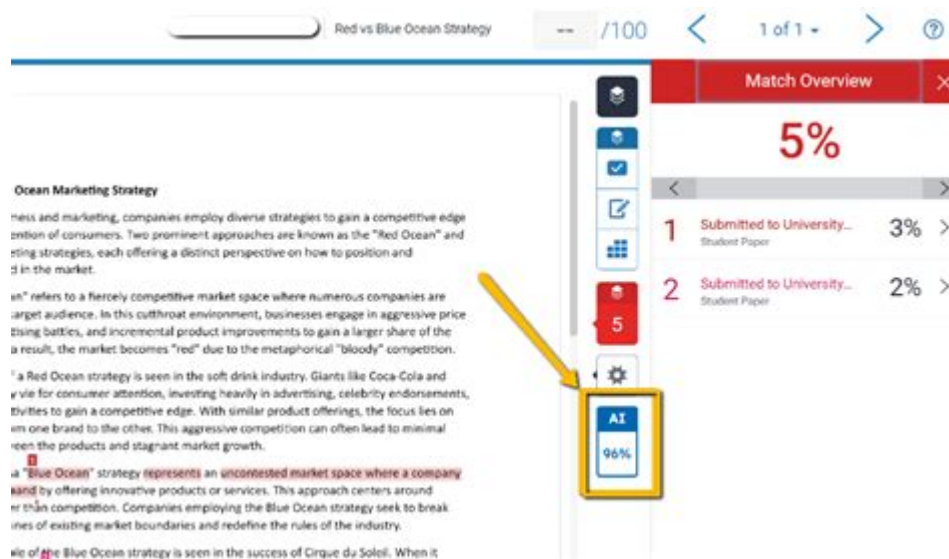 Red vs Blue Ocean Strategy
-- /100
1 of 1
?
Ocean Marketing Strategy
ness and marketing, companies employ diverse strategies to gain a competitive edge
ention of consumers. Two prominent approaches are known as the "Red Ocean" and
eting strategies, each offering a distinct perspective on how to position and
d in the market.
an" refers to a fiercely competitive market space where numerous companies are
target audience. In this cutthroat environment, businesses engage in aggressive price
tising battles, and incremental product improvements to gain a larger share of the
a result, the market becomes "red" due to the metaphorical "bloody" competition.
a Red Ocean strategy is seen in the soft drink industry. Giants like Coca-Cola and
y vie for consumer attention, investing heavily in advertising, celebrity endorsements,
tivities to gain a competitive edge. With similar product offerings, the focus lies on
om one brand to the other. This aggressive competition can often lead to minimal
veen the products and stagnant market growth.
1
a "Blue Ocean" strategy represents an uncontested market space where a company
mand by offering innovative products or services. This approach centers around
er than competition. Companies employing the Blue Ocean strategy seek to break
ines of existing market boundaries and redefine the rules of the industry.
ple of the Blue Ocean strategy is seen in the success of Cirque du Soleil. When it
5
AI
96%
Match Overview
5%
1 Submitted to University... 3%
Student Paper
2 Submitted to University... 2%
Student Paper